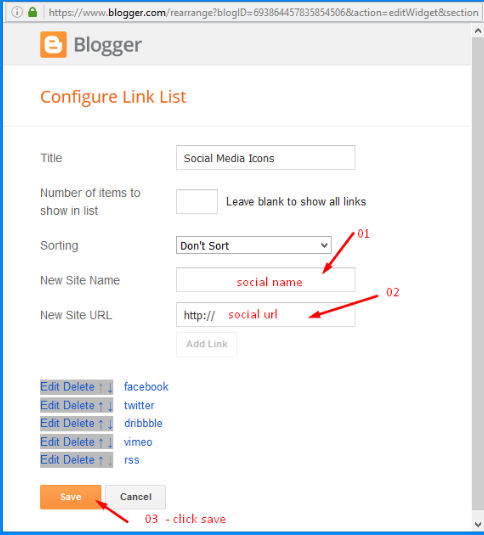 https://www.blogger.com/rearrange?blogID=693864457835854506&action=editWidget&section
Blogger
Configure Link List
Title
Social Media Icons
Number of items to
show in list
Leave blank to show all links
Sorting
Don't Sort
01
New Site Name
social name
02
New Site URL
http://
social url
Add Link
Edit Delete ↑ ↓ facebook
Edit Delete ↑ ↓ twitter
Edit Delete ↑ ↓ dribbble
Edit Delete ↑ ↓ vimeo
Edit Delete ↑ ↓ rss
Save
Cancel
03 - click save